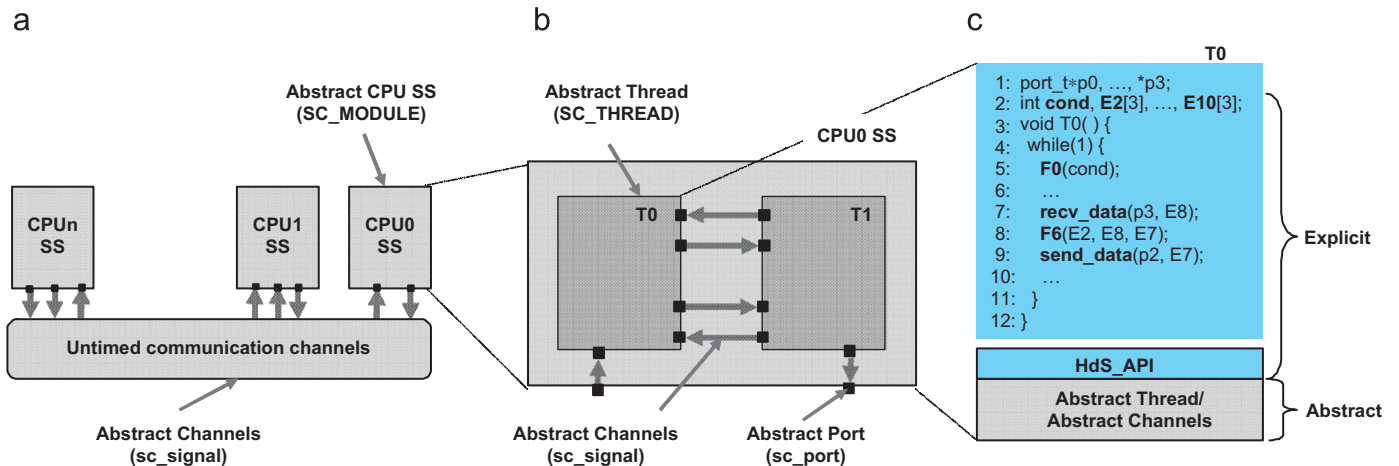 a
b
c
Abstract CPU SS
(SC_MODULE)
CPUn
SS
CPU1
SS
CPU0
SS
Untimed communication channels
Abstract Channels
(sc_signal)
Abstract Thread
(SC_THREAD)
CPU0 SS
T0
T1
Abstract Channels
(sc_signal)
Abstract Port
(sc_port)
T0
1: port_t*p0, …, *p3;
2: int cond, E2[3], …, E10[3];
3: void T0( ) {
4: while(1) {
5: F0(cond);
6: …
7: recv_data(p3, E8);
8: F6(E2, E8, E7);
9: send_data(p2, E7);
10: …
11: }
12: }
HdS_API
Abstract Thread/
Abstract Channels
Explicit
Abstract